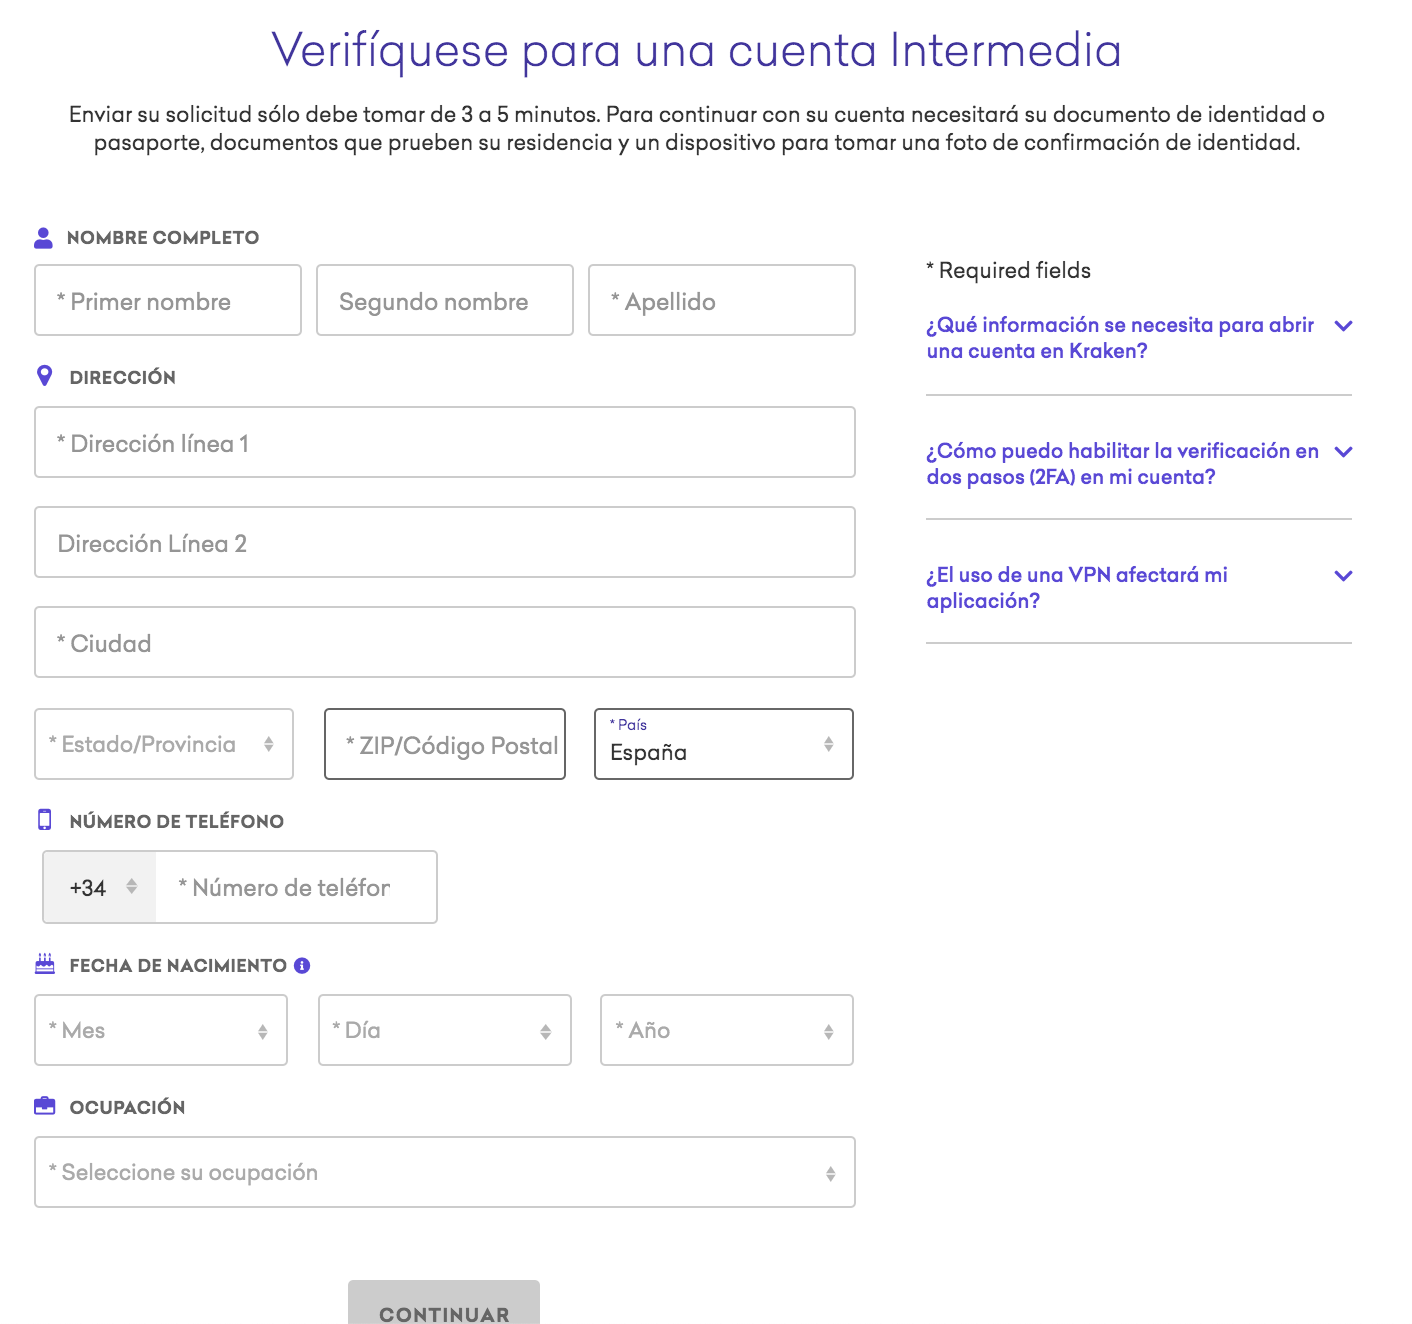 Verifíquese para una cuenta Intermedia
Enviar su solicitud sólo debe tomar de 3 a 5 minutos. Para continuar con su cuenta necesitará su documento de identidad o
pasaporte, documentos que prueben su residencia y un dispositivo para tomar una foto de confirmación de identidad.
NOMBRE COMPLETO
* Primer nombre
Segundo nombre
* Apellido
DIRECCIÓN
* Dirección línea 1
Dirección Línea 2
* Ciudad
* Estado/Provincia
* ZIP/Código Postal
* País
España
NÚMERO DE TELÉFONO
+34
* Número de teléfor
FECHA DE NACIMIENTO
* Mes
* Día
* Año
OCUPACIÓN
* Seleccione su ocupación
CONTINUAR
* Required fields
¿Qué información se necesita para abrir
una cuenta en Kraken?
¿Cómo puedo habilitar la verificación en
dos pasos (2FA) en mi cuenta?
¿El uso de una VPN afectará mi
aplicación?